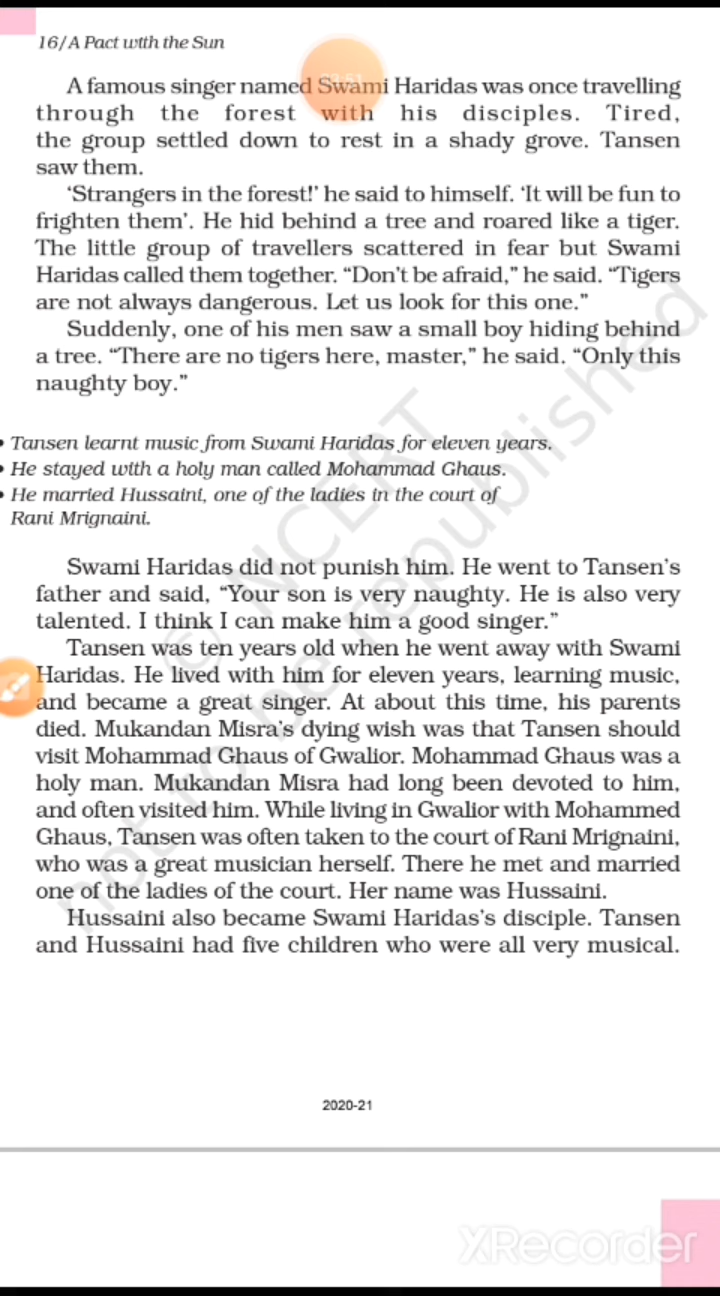 16/A Pact with the Sun
A famous singer named Swami Haridas was once travelling
through the forest with his disciples. Tired,
the group settled down to rest in a shady grove. Tansen
saw them.
‘Strangers in the forest!’ he said to himself. ‘It will be fun to
frighten them’. He hid behind a tree and roared like a tiger.
The little group of travellers scattered in fear but Swami
Haridas called them together. “Don’t be afraid,” he said. “Tigers
are not always dangerous. Let us look for this one.”
Suddenly, one of his men saw a small boy hiding behind
a tree. “There are no tigers here, master,” he said. “Only this
naughty boy.”
• Tansen learnt music from Swami Haridas for eleven years.
• He stayed with a holy man called Mohammad Ghaus.
• He married Hussaini, one of the ladies in the court of
Rani Mrignaini.
Swami Haridas did not punish him. He went to Tansen’s
father and said, “Your son is very naughty. He is also very
talented. I think I can make him a good singer.”
Tansen was ten years old when he went away with Swami
Haridas. He lived with him for eleven years, learning music,
and became a great singer. At about this time, his parents
died. Mukandan Misra’s dying wish was that Tansen should
visit Mohammad Ghaus of Gwalior. Mohammad Ghaus was a
holy man. Mukandan Misra had long been devoted to him,
and often visited him. While living in Gwalior with Mohammed
Ghaus, Tansen was often taken to the court of Rani Mrignaini,
who was a great musician herself. There he met and married
one of the ladies of the court. Her name was Hussaini.
Hussaini also became Swami Haridas’s disciple. Tansen
and Hussaini had five children who were all very musical.
© NCERT
not to be republished
2020-21
XRecorder